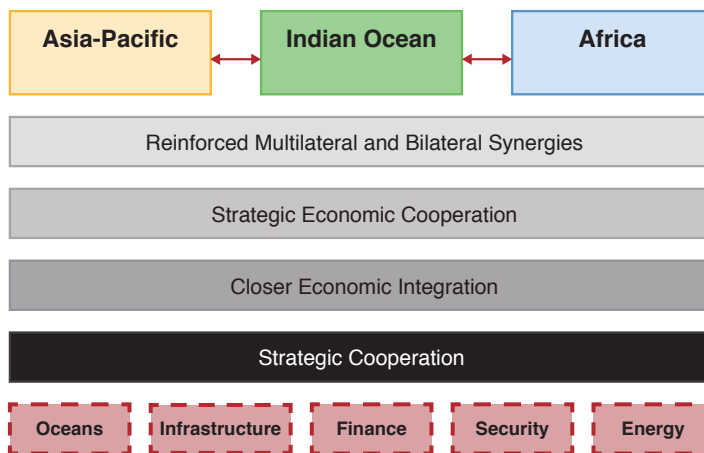 Asia-Pacific
Indian Ocean
Africa
Reinforced Multilateral and Bilateral Synergies
Strategic Economic Cooperation
Closer Economic Integration
Strategic Cooperation
Oceans
Infrastructure
Finance
Security
Energy